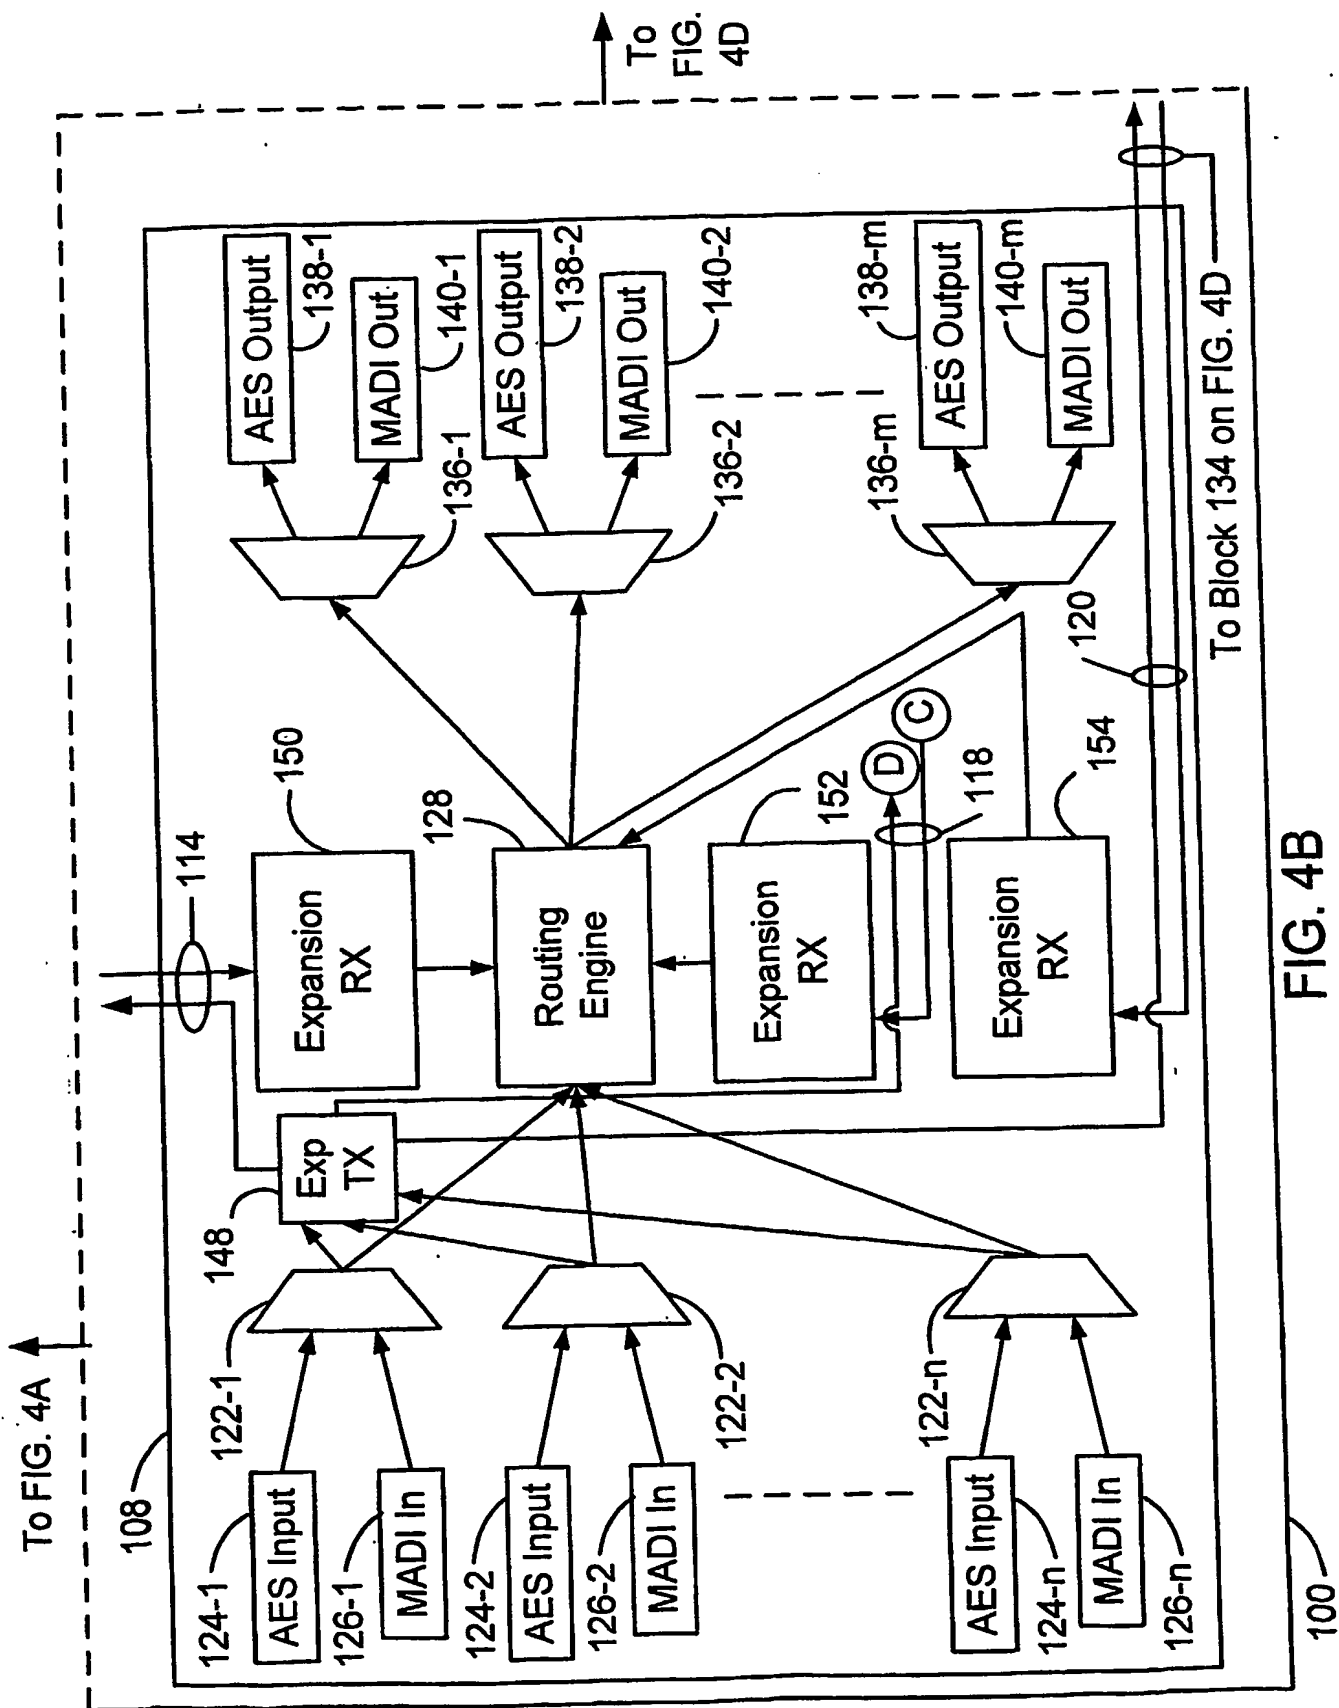 To FIG. 4A
To
FIG.
4D
108
114
124-1
AES Input
122-1
126-1
MADI In
148
Exp
TX
Expansion
RX
150
136-1
AES Output
138-1
MADI Out
140-1
124-2
AES Input
126-2
MADI In
122-2
Routing
Engine
128
136-2
AES Output
138-2
MADI Out
140-2
Expansion
RX
152
D
C
118
122-n
AES Input
124-n
MADI In
126-n
Expansion
RX
154
136-m
AES Output
138-m
MADI Out
140-m
120
To Block 134 on FIG. 4D
100
FIG. 4B